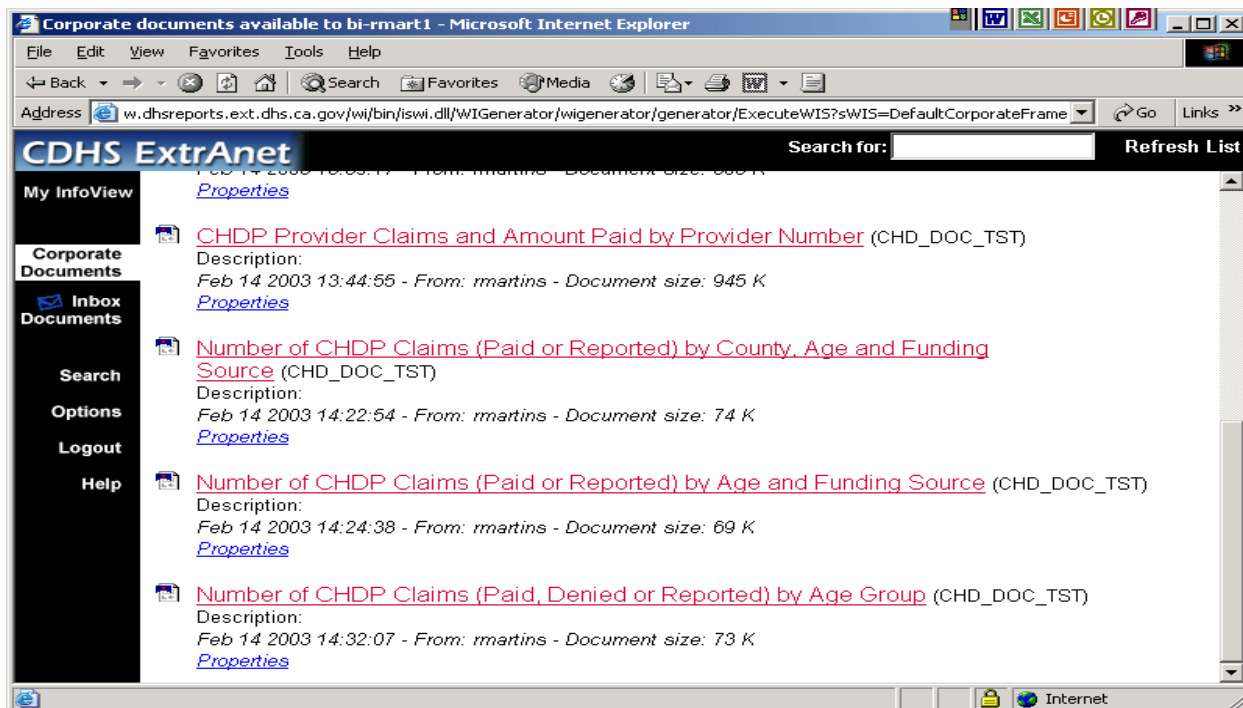 Corporate documents available to bi-rmart1 - Microsoft Internet Explorer
File Edit View Favorites Tools Help
Back Search Favorites Media
Address w.dhsreports.ext.dhs.ca.gov/wi/bin/iswi.dll/WIGenerator/wigenerator/generator/ExecuteWIS?sWIS=DefaultCorporateFrame Go Links »
CDHS ExtrAnet Search for: Refresh List
My InfoView
Corporate
Documents
Inbox
Documents
Search
Options
Logout
Help
Properties
CHDP Provider Claims and Amount Paid by Provider Number (CHD_DOC_TST)
Description:
Feb 14 2003 13:44:55 - From: rmartins - Document size: 945 K
Properties
Number of CHDP Claims (Paid or Reported) by County, Age and Funding
Source (CHD_DOC_TST)
Description:
Feb 14 2003 14:22:54 - From: rmartins - Document size: 74 K
Properties
Number of CHDP Claims (Paid or Reported) by Age and Funding Source (CHD_DOC_TST)
Description:
Feb 14 2003 14:24:38 - From: rmartins - Document size: 69 K
Properties
Number of CHDP Claims (Paid, Denied or Reported) by Age Group (CHD_DOC_TST)
Description:
Feb 14 2003 14:32:07 - From: rmartins - Document size: 73 K
Properties
Internet